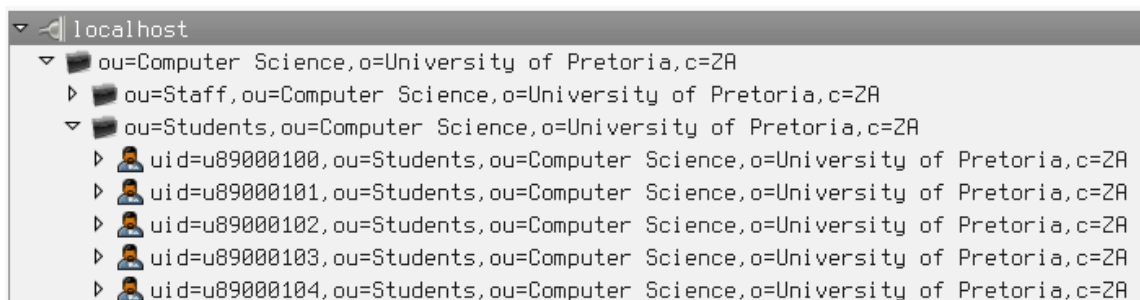 localhost
ou=Computer Science,o=University of Pretoria,c=ZA
ou=Staff,ou=Computer Science,o=University of Pretoria,c=ZA
ou=Students,ou=Computer Science,o=University of Pretoria,c=ZA
uid=u89000100,ou=Students,ou=Computer Science,o=University of Pretoria,c=ZA
uid=u89000101,ou=Students,ou=Computer Science,o=University of Pretoria,c=ZA
uid=u89000102,ou=Students,ou=Computer Science,o=University of Pretoria,c=ZA
uid=u89000103,ou=Students,ou=Computer Science,o=University of Pretoria,c=ZA
uid=u89000104,ou=Students,ou=Computer Science,o=University of Pretoria,c=ZA